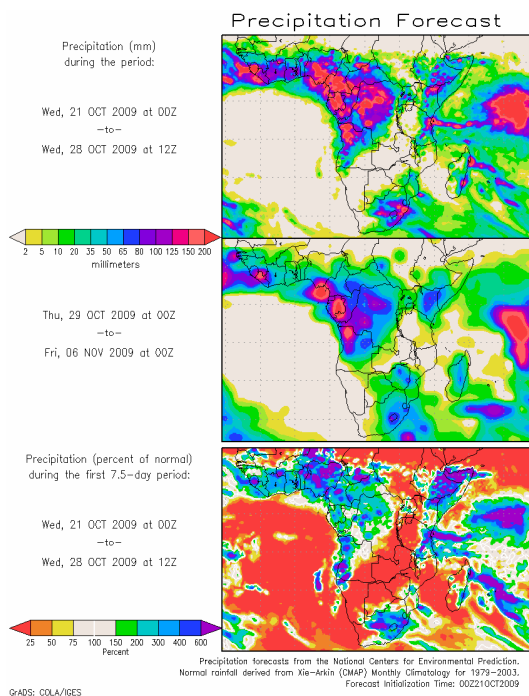 Precipitation Forecast
Precipitation (mm)
during the period:
Wed, 21 OCT 2009 at 00Z
-to-
Wed, 28 OCT 2009 at 12Z
2 5 10 20 35 50 65 80 100 125 150 200
millimeters
Thu, 29 OCT 2009 at 00Z
-to-
Fri, 06 NOV 2009 at 00Z
Precipitation (percent of normal)
during the first 7.5-day period:
Wed, 21 OCT 2009 at 00Z
-to-
Wed, 28 OCT 2009 at 12Z
25 50 75 100 150 200 300 400 600
Percent
Precipitation forecasts from the National Centers for Environmental Prediction.
Normal rainfall derived from Xie-Arkin (CMAP) Monthly Climatology for 1979-2003.
Forecast Initialization Time: 00Z21OCT2009
GrADS: COLA/IGES